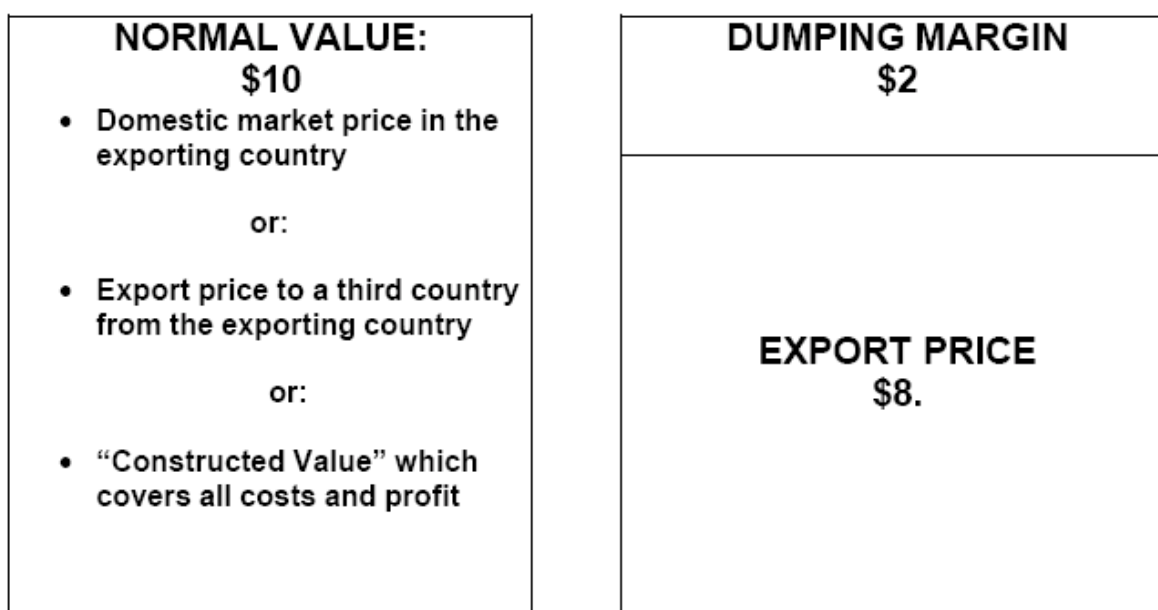 NORMAL VALUE:
$10
• Domestic market price in the
exporting country
or:
• Export price to a third country
from the exporting country
or:
• “Constructed Value” which
covers all costs and profit
DUMPING MARGIN
$2
EXPORT PRICE
$8.